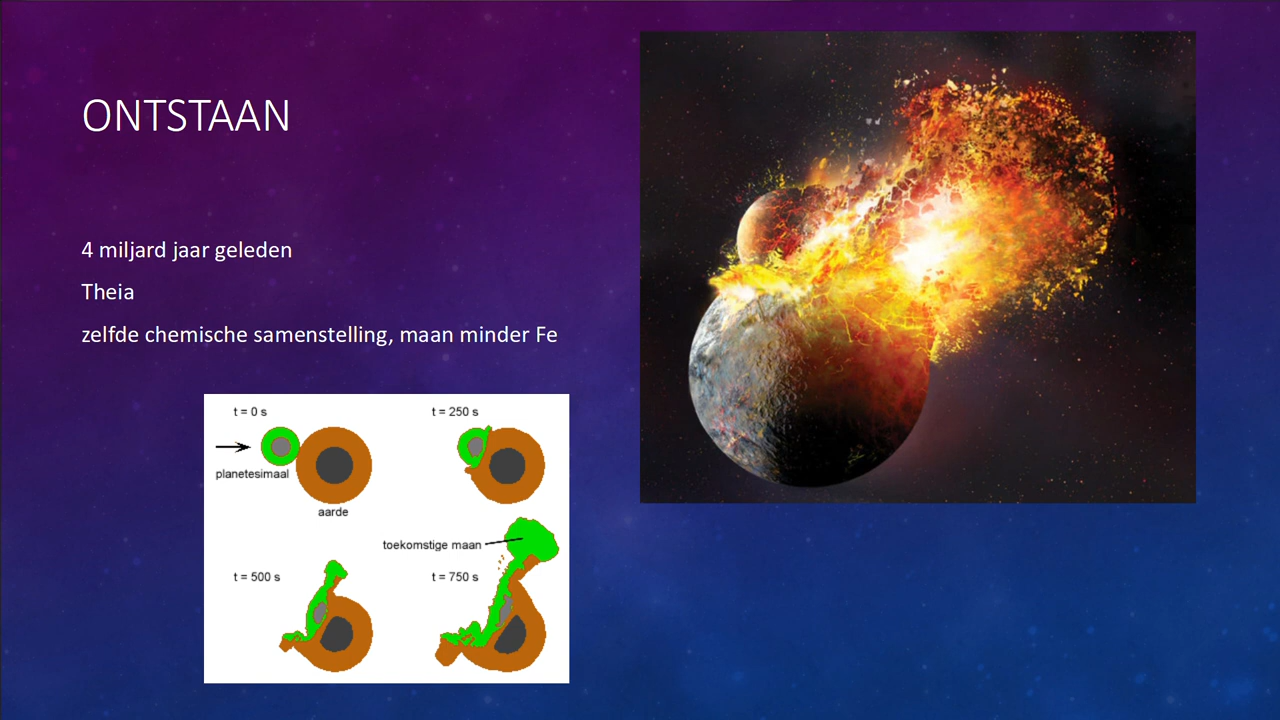 ONTSTAAN
4 miljard jaar geleden
Theia
zelfde chemische samenstelling, maan minder Fe
t = 0 s
t = 250 s
planetesimaal
aarde
toekomstige maan
t = 500 s
t = 750 s